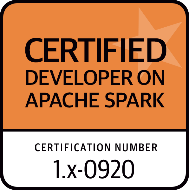 CERTIFIED
DEVELOPER ON
APACHE SPARK
CERTIFICATION NUMBER
1.x-0920